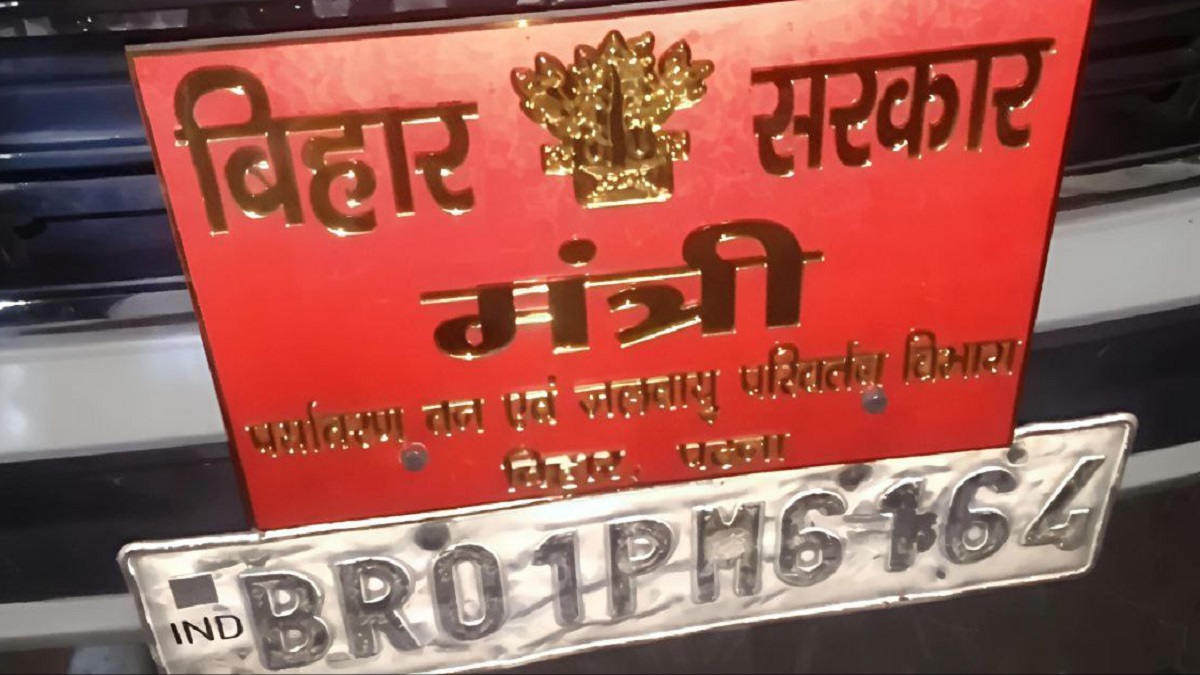 बिहार सरकार
मंत्री
पर्यावरण वन एवं जलवायु परिवर्तन विभाग
बिहार, पटना
IND BR01PM6164